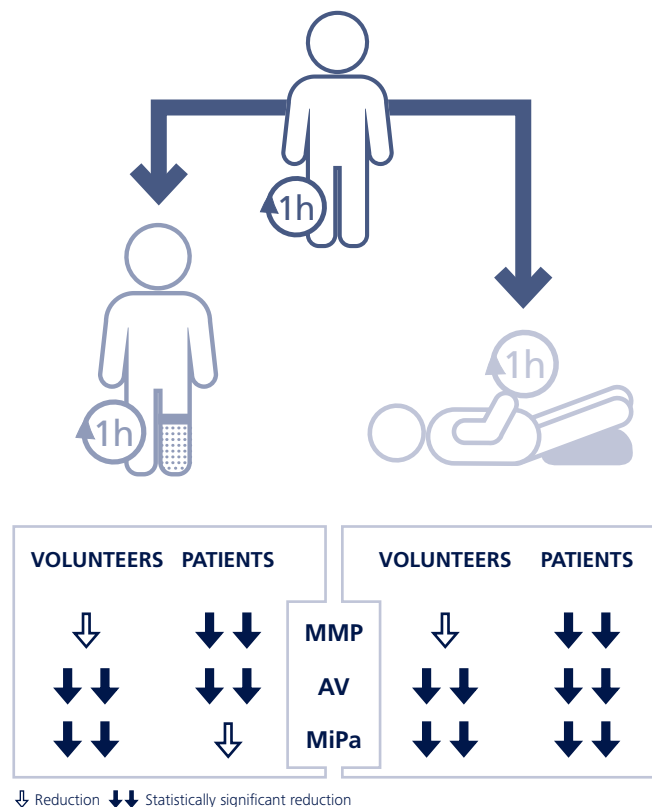 1h
1h
1h
VOLUNTEERS PATIENTS
VOLUNTEERS PATIENTS
MMP
AV
MiPa
Reduction Statistically significant reduction